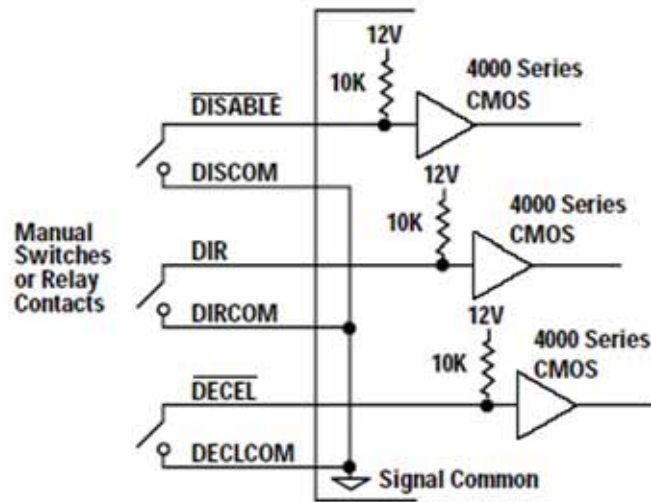 12V
10K
4000 Series
CMOS
DISABLE
DISCOM
12V
10K
4000 Series
CMOS
Manual
Switches
or Relay
Contacts
DIR
DIRCOM
12V
10K
4000 Series
CMOS
DECEL
DECLCOM
Signal Common